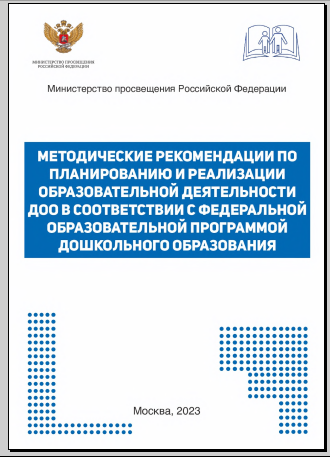 МИНИСТЕРСТВО ПРОСВЕЩЕНИЯ
РОССИЙСКОЙ ФЕДЕРАЦИИ
Министерство просвещения Российской Федерации
МЕТОДИЧЕСКИЕ РЕКОМЕНДАЦИИ ПО
ПЛАНИРОВАНИЮ И РЕАЛИЗАЦИИ
ОБРАЗОВАТЕЛЬНОЙ ДЕЯТЕЛЬНОСТИ
ДОО В СООТВЕТСТВИИ С ФЕДЕРАЛЬНОЙ
ОБРАЗОВАТЕЛЬНОЙ ПРОГРАММОЙ
ДОШКОЛЬНОГО ОБРАЗОВАНИЯ
Москва, 2023